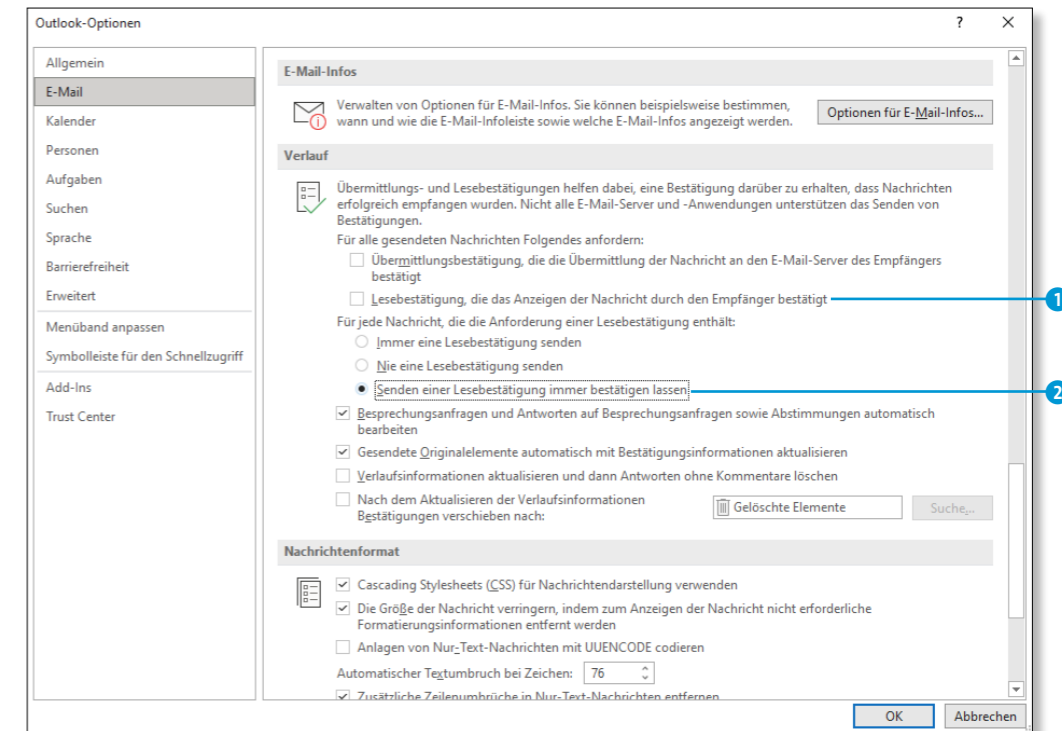 Outlook-Optionen
?
Allgemein
E-Mail
Kalender
Personen
Aufgaben
Suchen
Sprache
Barrierefreiheit
Erweitert
Menüband anpassen
Symbolleiste für den Schnellzugriff
Add-Ins
Trust Center
E-Mail-Infos
Verwalten von Optionen für E-Mail-Infos. Sie können beispielsweise bestimmen,
wann und wie die E-Mail-Infoleiste sowie welche E-Mail-Infos angezeigt werden.
Optionen für E-Mail-Infos...
Verlauf
Übermittlungs- und Lesebestätigungen helfen dabei, eine Bestätigung darüber zu erhalten, dass Nachrichten
erfolgreich empfangen wurden. Nicht alle E-Mail-Server und -Anwendungen unterstützen das Senden von
Bestätigungen.
Für alle gesendeten Nachrichten Folgendes anfordern:
Übermittlungsbestätigung, die die Übermittlung der Nachricht an den E-Mail-Server des Empfängers
bestätigt
Lesebestätigung, die das Anzeigen der Nachricht durch den Empfänger bestätigt
1
Für jede Nachricht, die die Anforderung einer Lesebestätigung enthält:
Immer eine Lesebestätigung senden
Nie eine Lesebestätigung senden
Senden einer Lesebestätigung immer bestätigen lassen
2
Besprechungsanfragen und Antworten auf Besprechungsanfragen sowie Abstimmungen automatisch
bearbeiten
Gesendete Originalelemente automatisch mit Bestätigungsinformationen aktualisieren
Verlaufsinformationen aktualisieren und dann Antworten ohne Kommentare löschen
Nach dem Aktualisieren der Verlaufsinformationen
Bestätigungen verschieben nach:
Gelöschte Elemente
Suche...
Nachrichtenformat
Cascading Stylesheets (CSS) für Nachrichtendarstellung verwenden
Die Größe der Nachricht verringern, indem zum Anzeigen der Nachricht nicht erforderliche
Formatierungsinformationen entfernt werden
Anlagen von Nur-Text-Nachrichten mit UUENCODE codieren
Automatischer Textumbruch bei Zeichen: 76
Zusätzliche Zeilenumbrüche in Nur-Text-Nachrichten entfernen
OK
Abbrechen